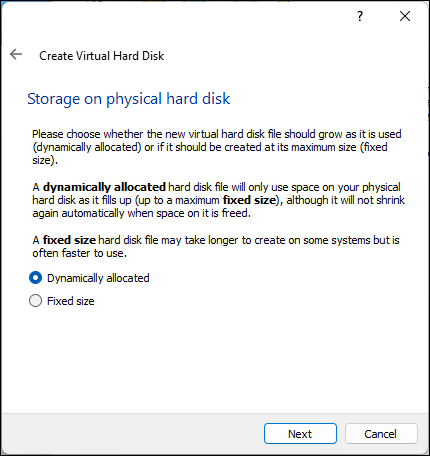 ?
Create Virtual Hard Disk
Storage on physical hard disk
Please choose whether the new virtual hard disk file should grow as it is used
(dynamically allocated) or if it should be created at its maximum size (fixed
size).
A dynamically allocated hard disk file will only use space on your physical
hard disk as it fills up (up to a maximum fixed size), although it will not shrink
again automatically when space on it is freed.
A fixed size hard disk file may take longer to create on some systems but is
often faster to use.
Dynamically allocated
Fixed size
Next Cancel